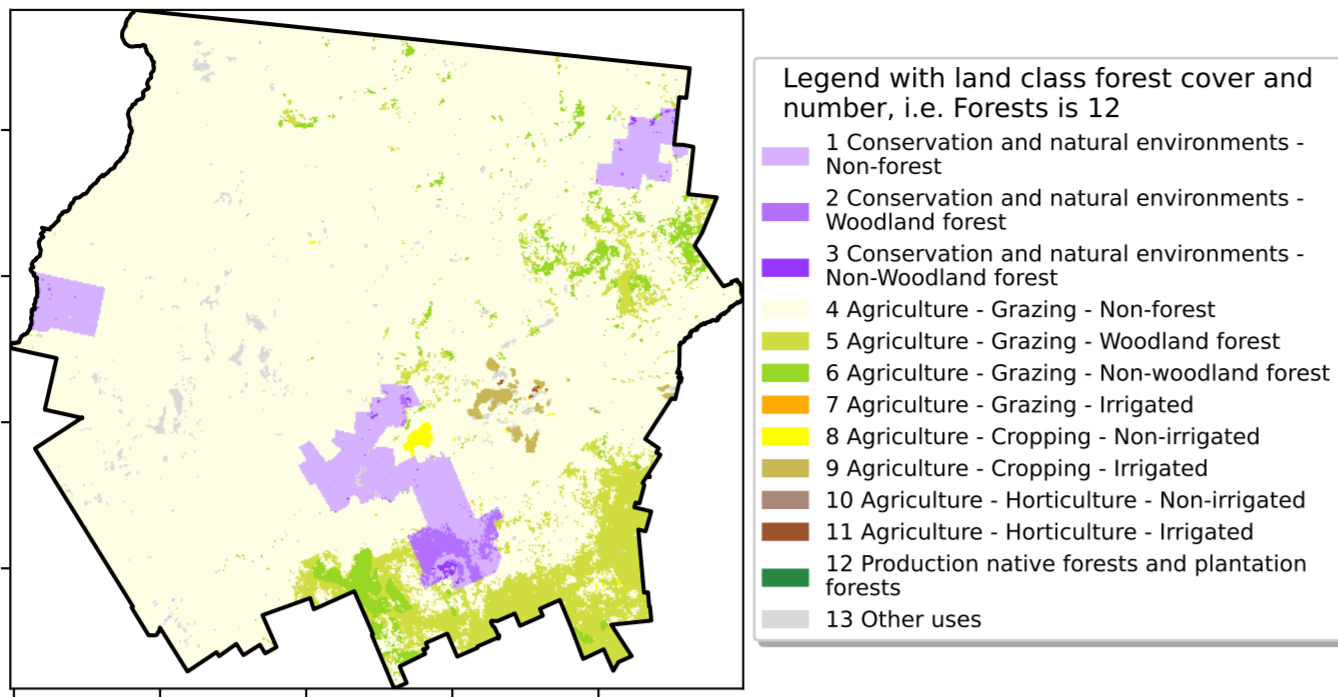 Legend with land class forest cover and
number, i.e. Forests is 12
1 Conservation and natural environments -
Non-forest
2 Conservation and natural environments -
Woodland forest
3 Conservation and natural environments -
Non-Woodland forest
4 Agriculture - Grazing - Non-forest
5 Agriculture - Grazing - Woodland forest
6 Agriculture - Grazing - Non-woodland forest
7 Agriculture - Grazing - Irrigated
8 Agriculture - Cropping - Non-irrigated
9 Agriculture - Cropping - Irrigated
10 Agriculture - Horticulture - Non-irrigated
11 Agriculture - Horticulture - Irrigated
12 Production native forests and plantation
forests
13 Other uses